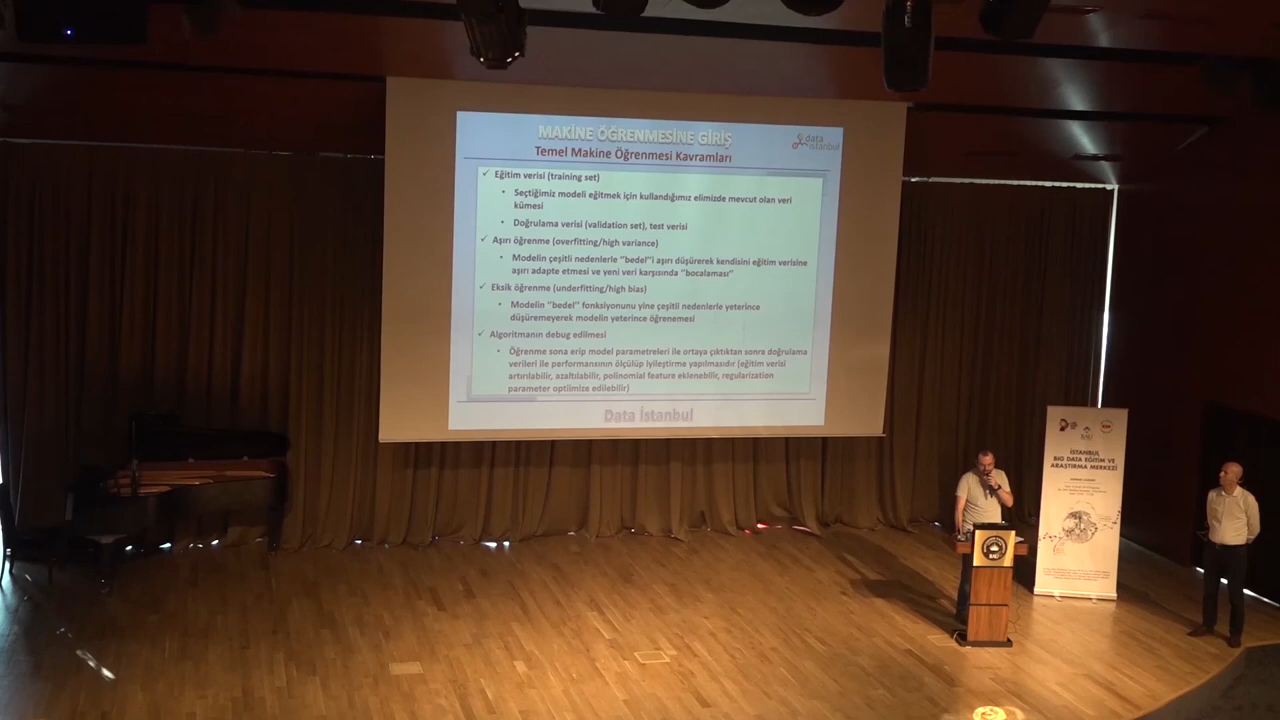 MAKİNE ÖĞRENMESİNE GİRİŞ
data
istanbul
Temel Makine Öğrenmesi Kavramları
✓ Eğitim verisi (training set)
• Seçtiğimiz modeli eğitmek için kullandığımız elimizde mevcut olan veri
kümesi
• Doğrulama verisi (validation set), test verisi
✓ Aşırı öğrenme (overfitting/high variance)
• Modelin çeşitli nedenlerle ‘’bedel’’i aşırı düşürerek kendisini eğitim verisine
aşırı adapte etmesi ve yeni veri karşısında ‘’bocalaması’’
✓ Eksik öğrenme (underfitting/high bias)
• Modelin ‘’bedel’’ fonksiyonunu yine çeşitli nedenlerle yeterince
düşüremeyerek modelin yeterince öğrenemesi
✓ Algoritmanın debug edilmesi
• Öğrenme sona erip model parametreleri ile ortaya çıktıktan sonra doğrulama
verileri ile performansının ölçülüp iyileştirme yapılmasıdır (eğitim verisi
artırılabilir, azaltılabilir, polinomial feature eklenebilir, regularization
parameter optimize edilebilir)
Data İstanbul
BAU
İSTANBUL
BIG DATA EĞİTİM VE
ARAŞTIRMA MERKEZİ
BAU